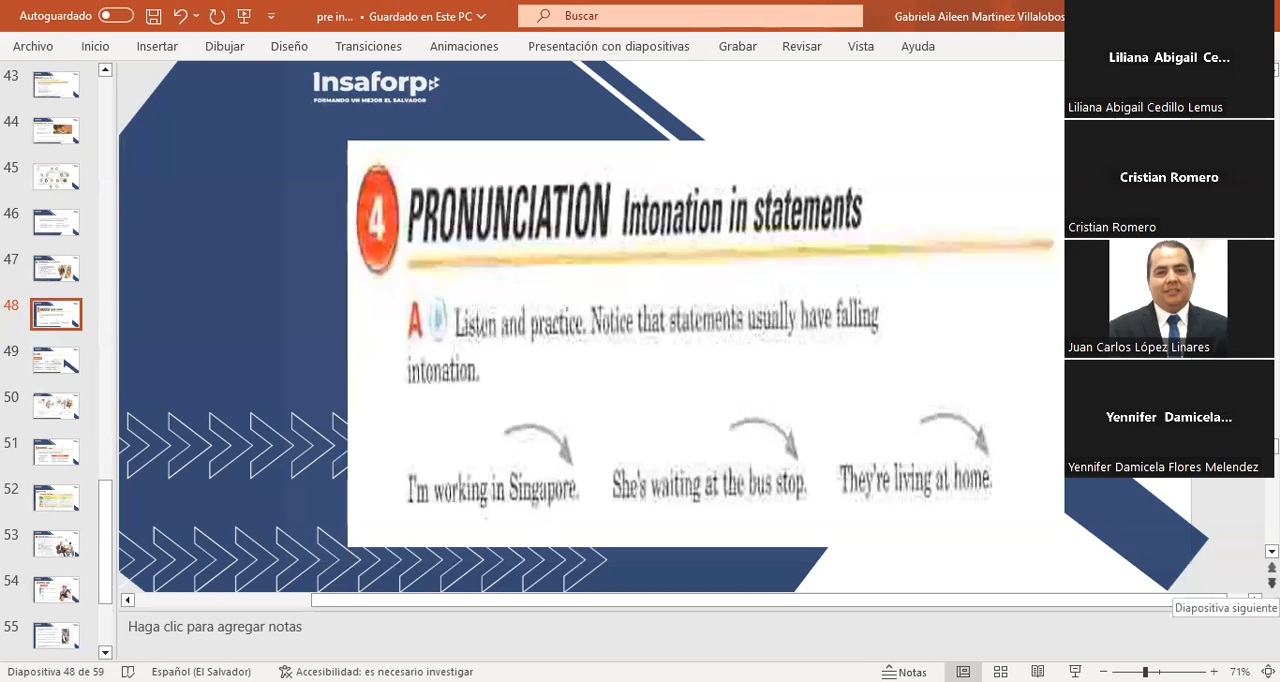 Autoguardado
pre in... • Guardado en Este PC
Buscar
Gabriela Aileen Martinez Villalobos
Archivo Inicio Insertar Dibujar Diseño Transiciones Animaciones Presentación con diapositivas Grabar Revisar Vista Ayuda
43
44
45
46
47
48
49
50
51
52
53
54
55
Insaforp
FORMANDO UN MEJOR EL SALVADOR
4 PRONUNCIATION Intonation in statements
A Listen and practice. Notice that statements usually have falling
intonation.
I'm working in Singapore. She's waiting at the bus stop. They're living at home.
Liliana Abigail Ce...
Liliana Abigail Cedillo Lemus
Cristian Romero
Cristian Romero
Juan Carlos López Linares
Yennifer Damicela...
Yennifer Damicela Flores Melendez
Diapositiva siguiente
Haga clic para agregar notas
Diapositiva 48 de 59 Español (El Salvador) Accesibilidad: es necesario investigar Notas 71%